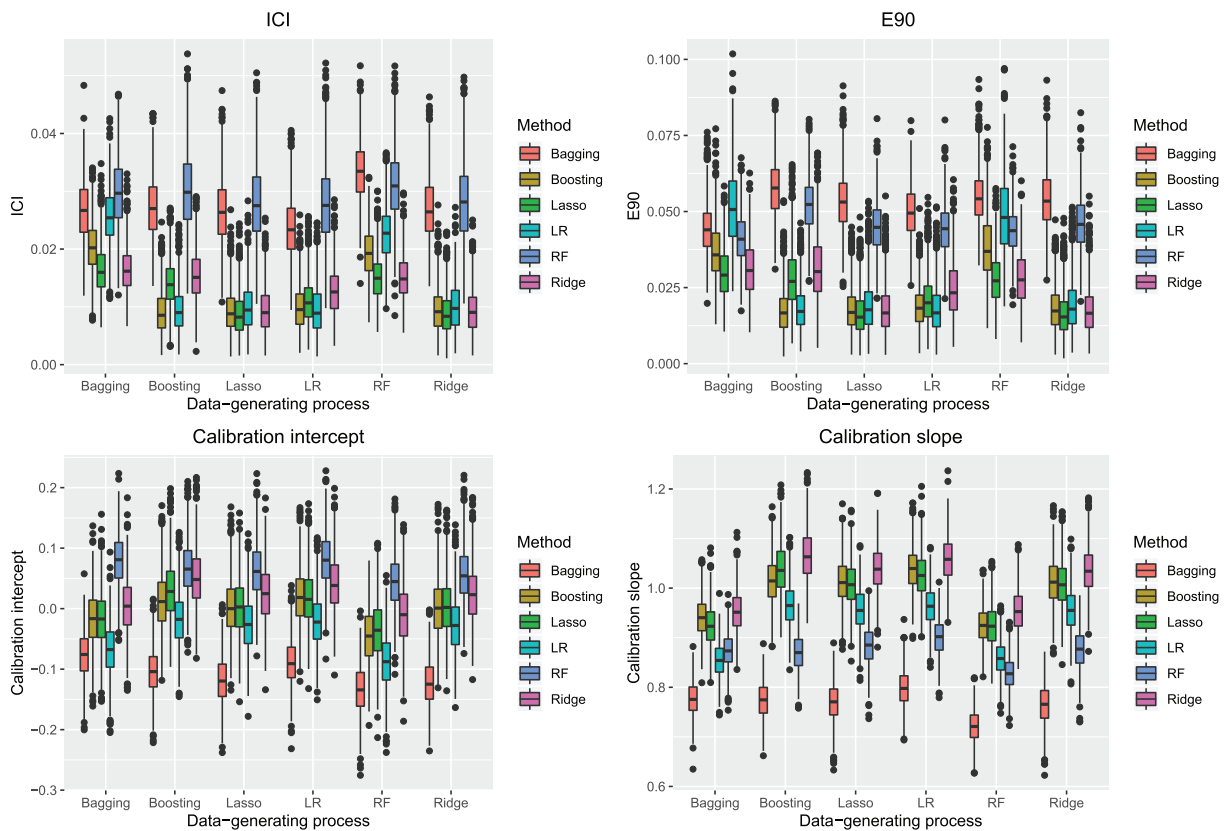 ICI
ICI
0.04
0.02
0.00
Bagging Boosting Lasso LR RF Ridge
Data−generating process
Method
Bagging
Boosting
Lasso
LR
RF
Ridge
E90
E90
0.100
0.075
0.050
0.025
0.000
Bagging Boosting Lasso LR RF Ridge
Data−generating process
Method
Bagging
Boosting
Lasso
LR
RF
Ridge
Calibration intercept
Calibration intercept
0.2
0.1
0.0
−0.1
−0.2
−0.3
Bagging Boosting Lasso LR RF Ridge
Data−generating process
Method
Bagging
Boosting
Lasso
LR
RF
Ridge
Calibration slope
Calibration slope
1.2
1.0
0.8
0.6
Bagging Boosting Lasso LR RF Ridge
Data−generating process
Method
Bagging
Boosting
Lasso
LR
RF
Ridge